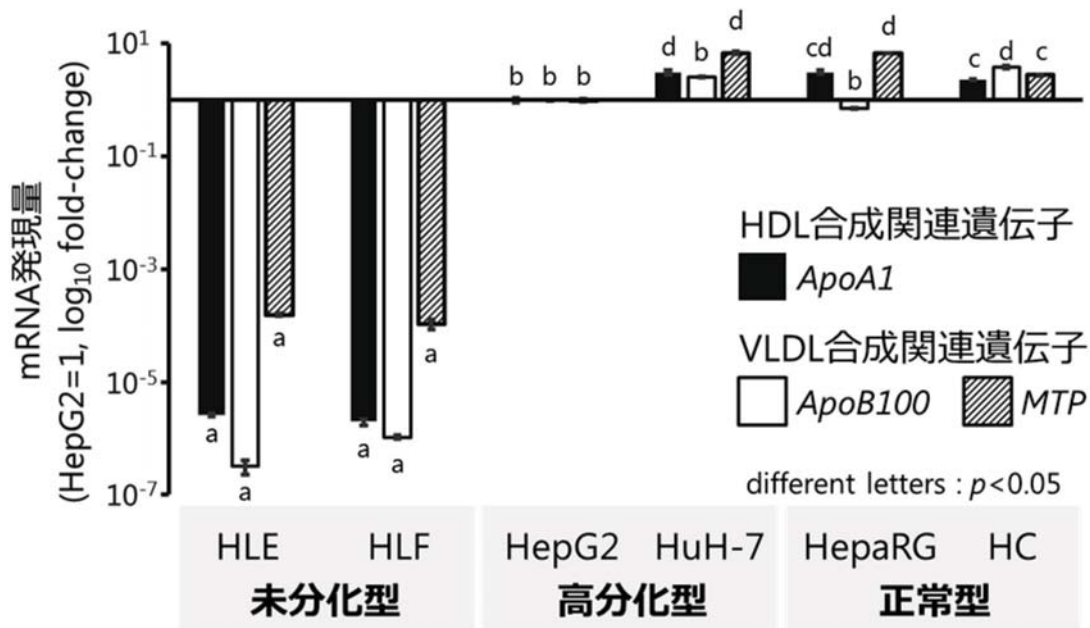 mRNA発現量
(HepG2=1, log₁₀ fold-change)
10¹
10⁻¹
10⁻³
10⁻⁵
10⁻⁷
a
a
a
a
a
a
b b b
d
b
d
cd
b
d
c
d
c
HDL合成関連遺伝子
ApoA1
VLDL合成関連遺伝子
ApoB100 MTP
different letters : p<0.05
HLE HLF HepG2 HuH-7 HepaRG HC
未分化型 高分化型 正常型